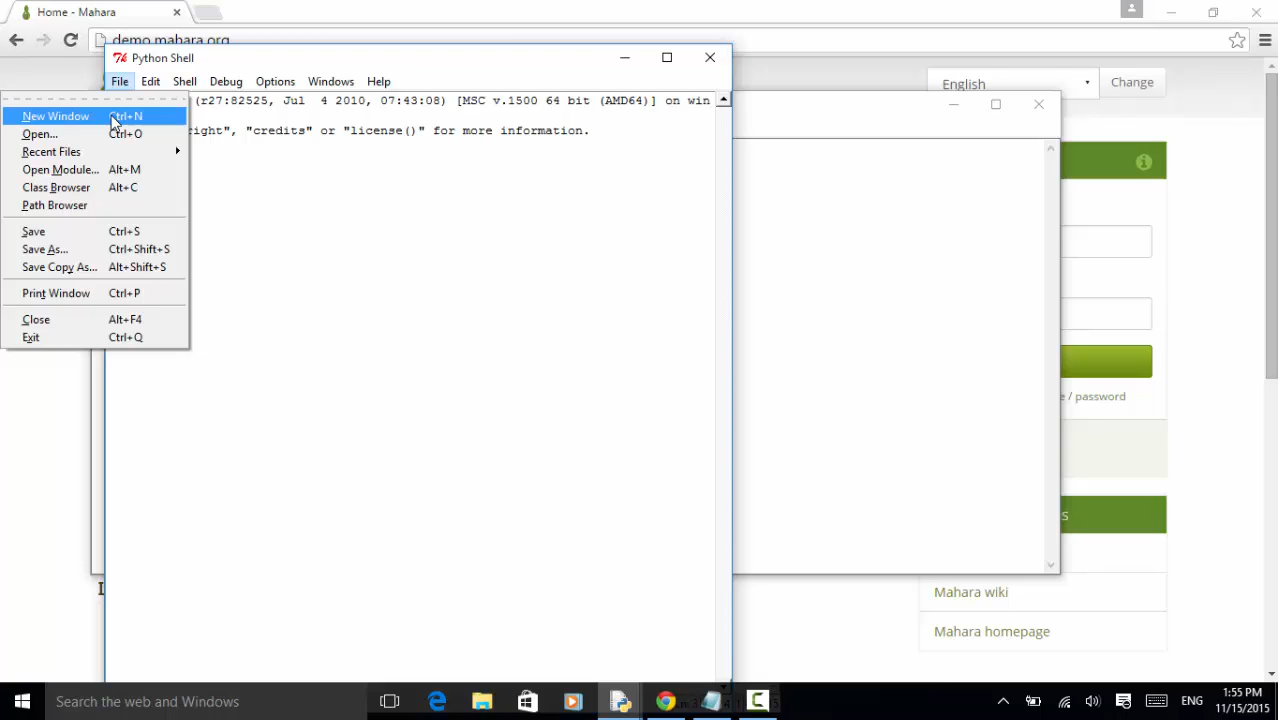 Home - Mahara
demo.mahara.org
Python Shell
File Edit Shell Debug Options Windows Help
English
Change
(r27:82525, Jul  4 2010, 07:43:08) [MSC v.1500 64 bit (AMD64)] on win
right", "credits" or "license()" for more information.
New Window Ctrl+N
Open... Ctrl+O
Recent Files
Open Module... Alt+M
Class Browser Alt+C
Path Browser
Save Ctrl+S
Save As... Ctrl+Shift+S
Save Copy As... Alt+Shift+S
Print Window Ctrl+P
Close Alt+F4
Exit Ctrl+Q
/ password
Mahara wiki
Mahara homepage
Search the web and Windows
ENG
1:55 PM
11/15/2015